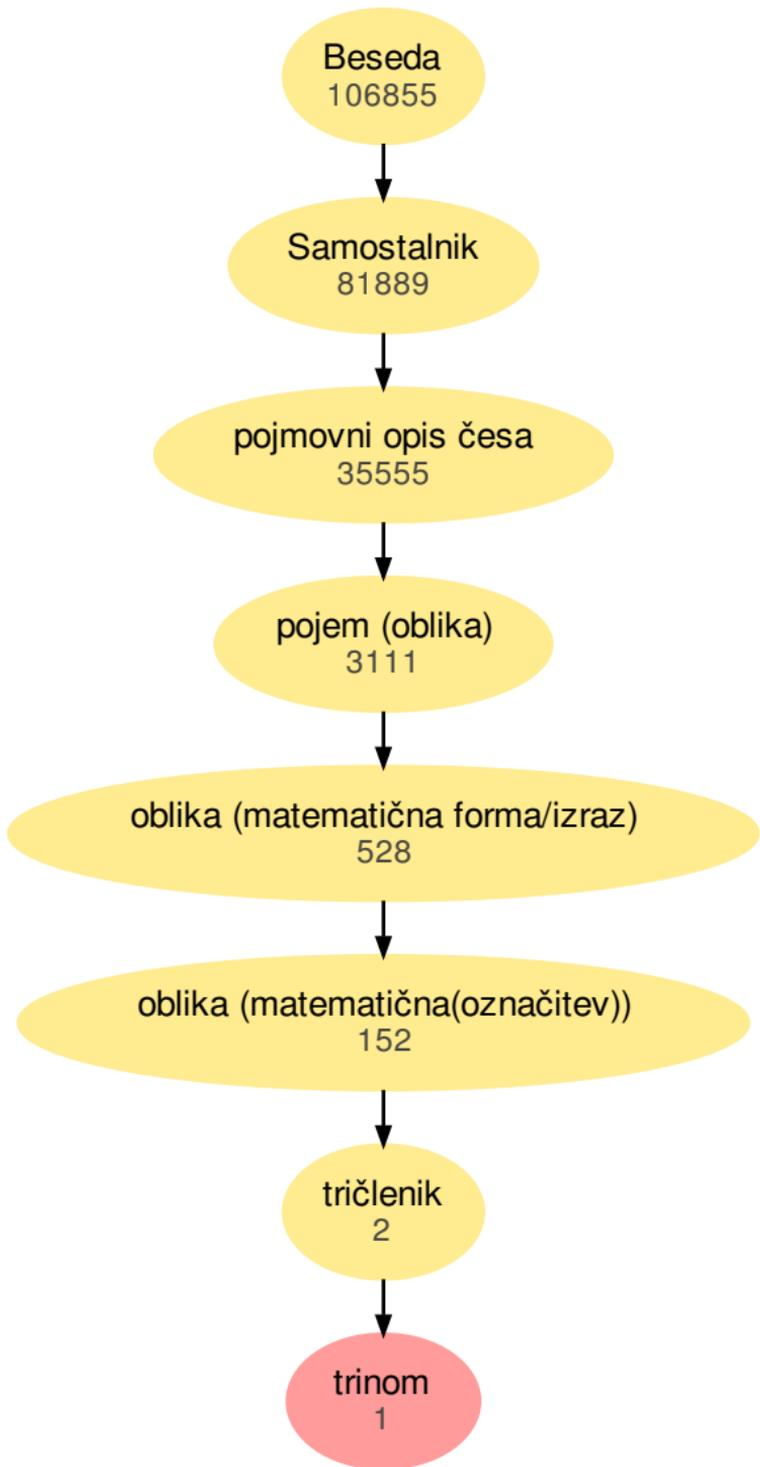 Beseda
106855
Samostalnik
81889
pojmovni opis česa
35555
pojem (oblika)
3111
oblika (matematična forma/izraz)
528
oblika (matematična(označitev))
152
tričlenik
2
trinom
1